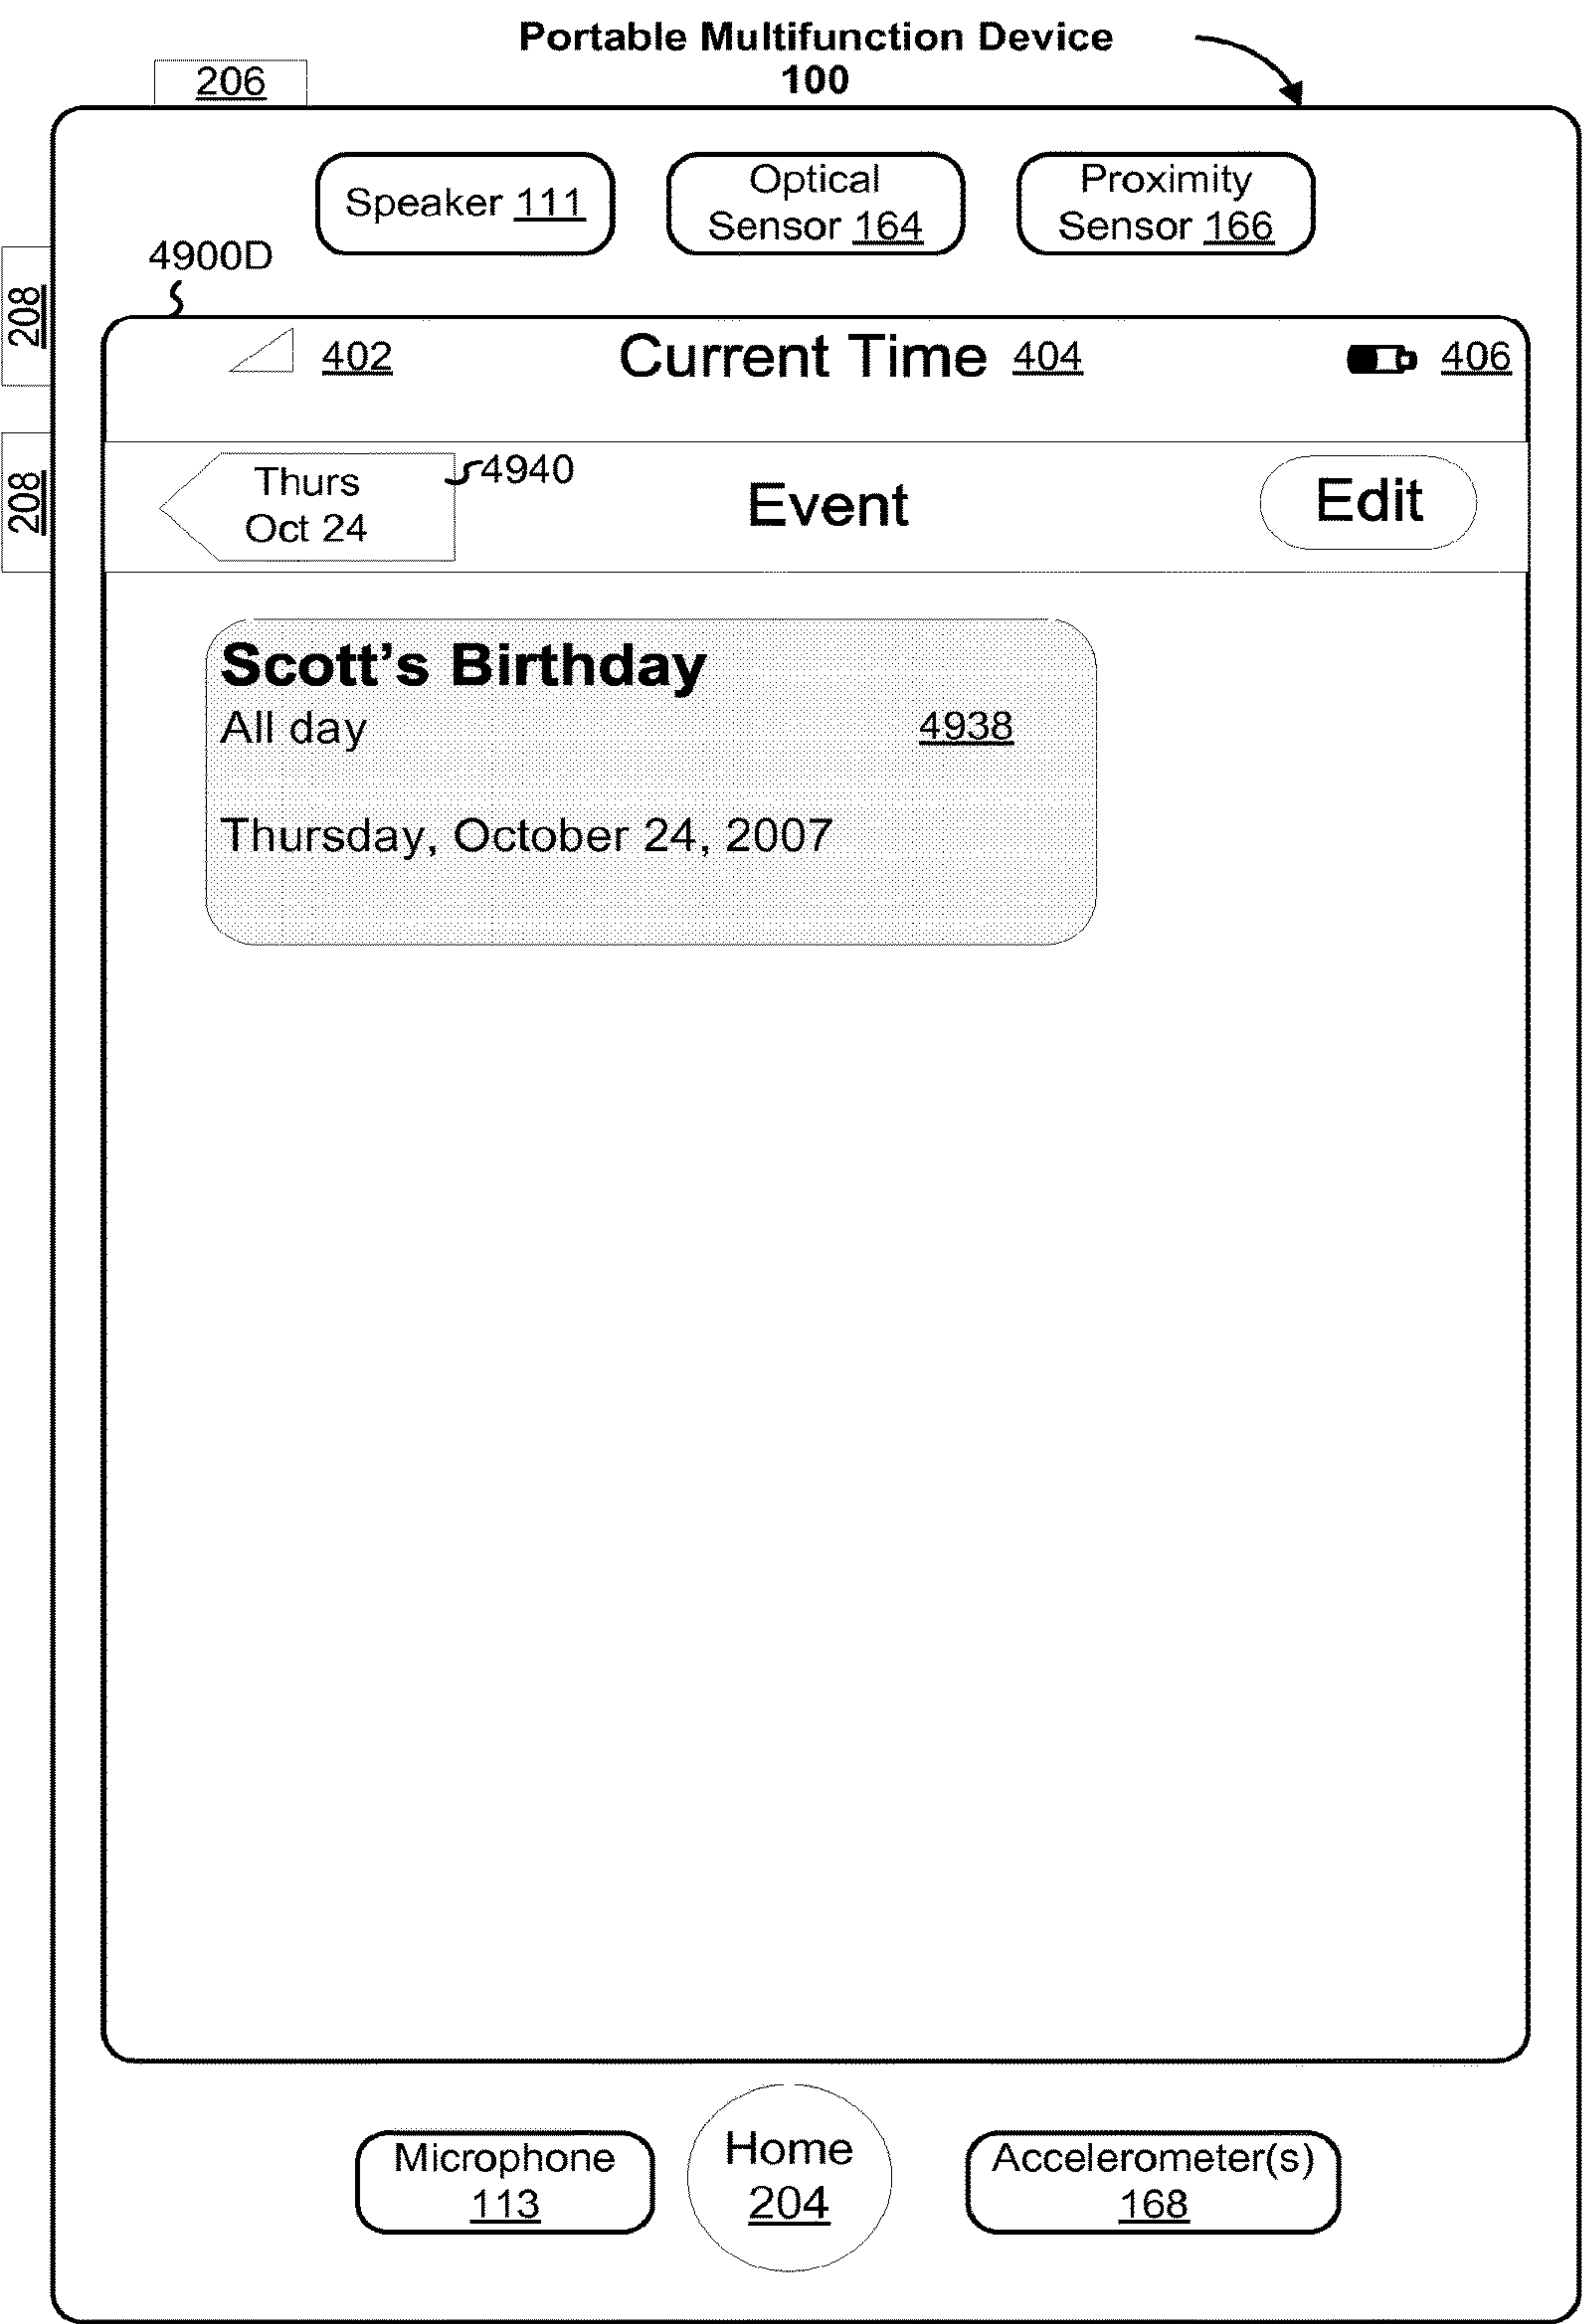 Portable Multifunction Device
100
206
Speaker 111
Optical
Sensor 164
Proximity
Sensor 166
4900D
208
402
Current Time 404
406
208
Thurs
Oct 24
4940
Event
Edit
Scott's Birthday
All day
4938
Thursday, October 24, 2007
Microphone
113
Home
204
Accelerometer(s)
168